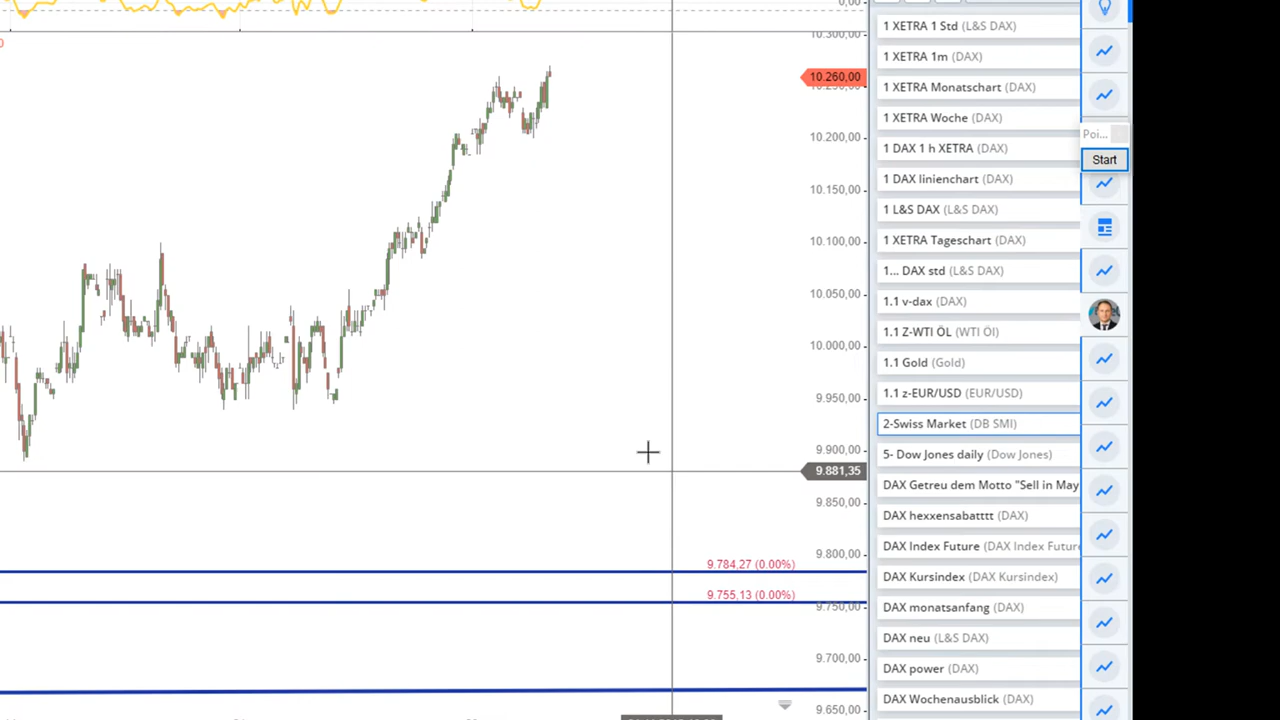 0,00
10.300,00
10.260,00
10.200,00
10.150,00
10.100,00
10.050,00
10.000,00
9.950,00
9.900,00
9.881,35
9.850,00
9.800,00
9.784,27 (0.00%)
9.755,13 (0.00%)
9.750,00
9.700,00
9.650,00
1 XETRA 1 Std (L&S DAX)
1 XETRA 1m (DAX)
1 XETRA Monatschart (DAX)
1 XETRA Woche (DAX)
1 DAX 1 h XETRA (DAX)
1 DAX linienchart (DAX)
1 L&S DAX (L&S DAX)
1 XETRA Tageschart (DAX)
1... DAX std (L&S DAX)
1.1 v-dax (DAX)
1.1 Z-WTI ÖL (WTI Öl)
1.1 Gold (Gold)
1.1 z-EUR/USD (EUR/USD)
2-Swiss Market (DB SMI)
5- Dow Jones daily (Dow Jones)
DAX Getreu dem Motto "Sell in May
DAX hexxensabatttt (DAX)
DAX Index Future (DAX Index Future
DAX Kursindex (DAX Kursindex)
DAX monatsanfang (DAX)
DAX neu (L&S DAX)
DAX power (DAX)
DAX Wochenausblick (DAX)
Poi...
Start